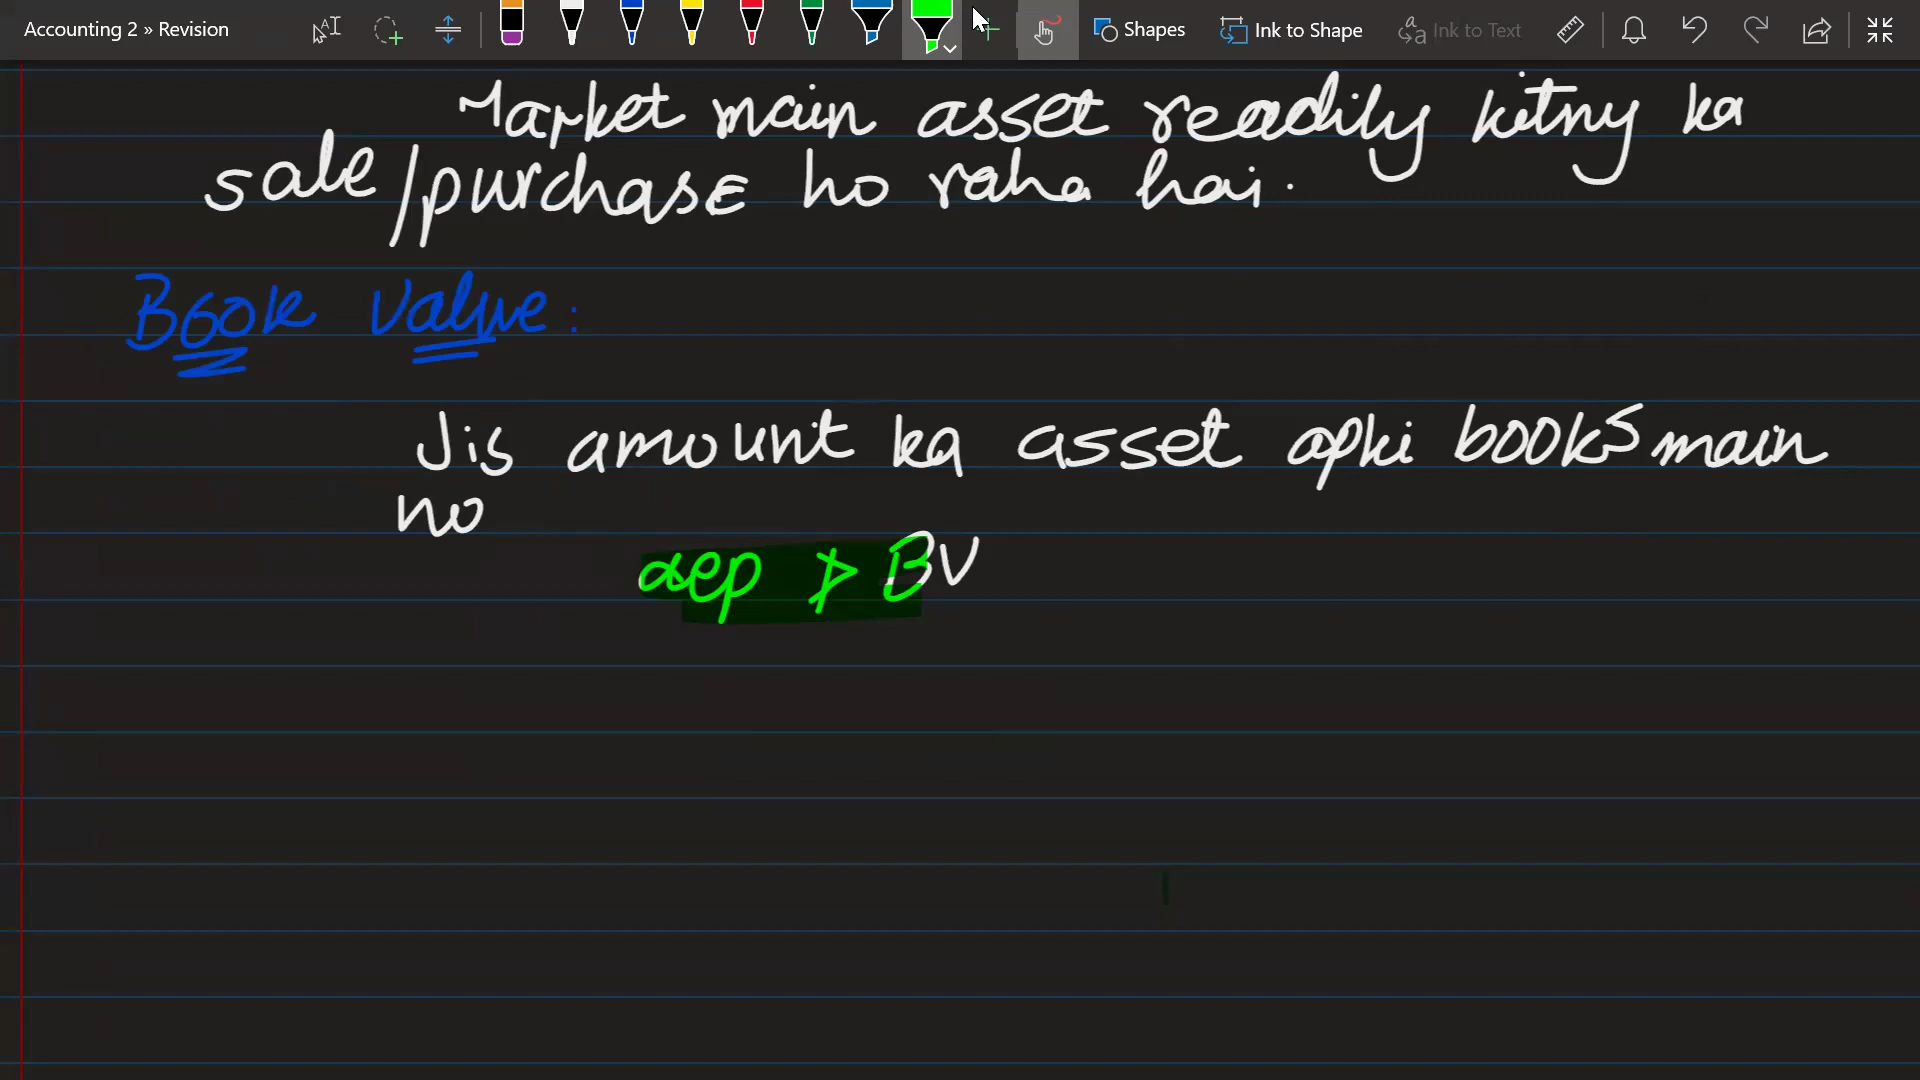 Accounting 2 » Revision
Shapes
Ink to Shape
Ink to Text
Market main asset readily kitny ka
sale/purchase ho raha hai.
Book Value:
Jis amount ka asset apki books main
ho
dep ≯ BV